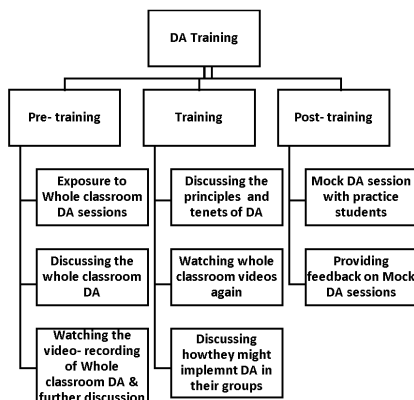 DA Training
Pre- training
Training
Post- training
Exposure to
Whole classroom
DA sessions
Discussing the
whole classroom
DA
Watching the
video- recording
of Whole
classroom DA &
further discussion
Discussing the
principles and
tenets of DA
Watching whole
classroom videos
again
Discussing
howthey might
implemnt DA in
their groups
Mock DA session
with practice
students
Providing
feedback on Mock
DA sessions